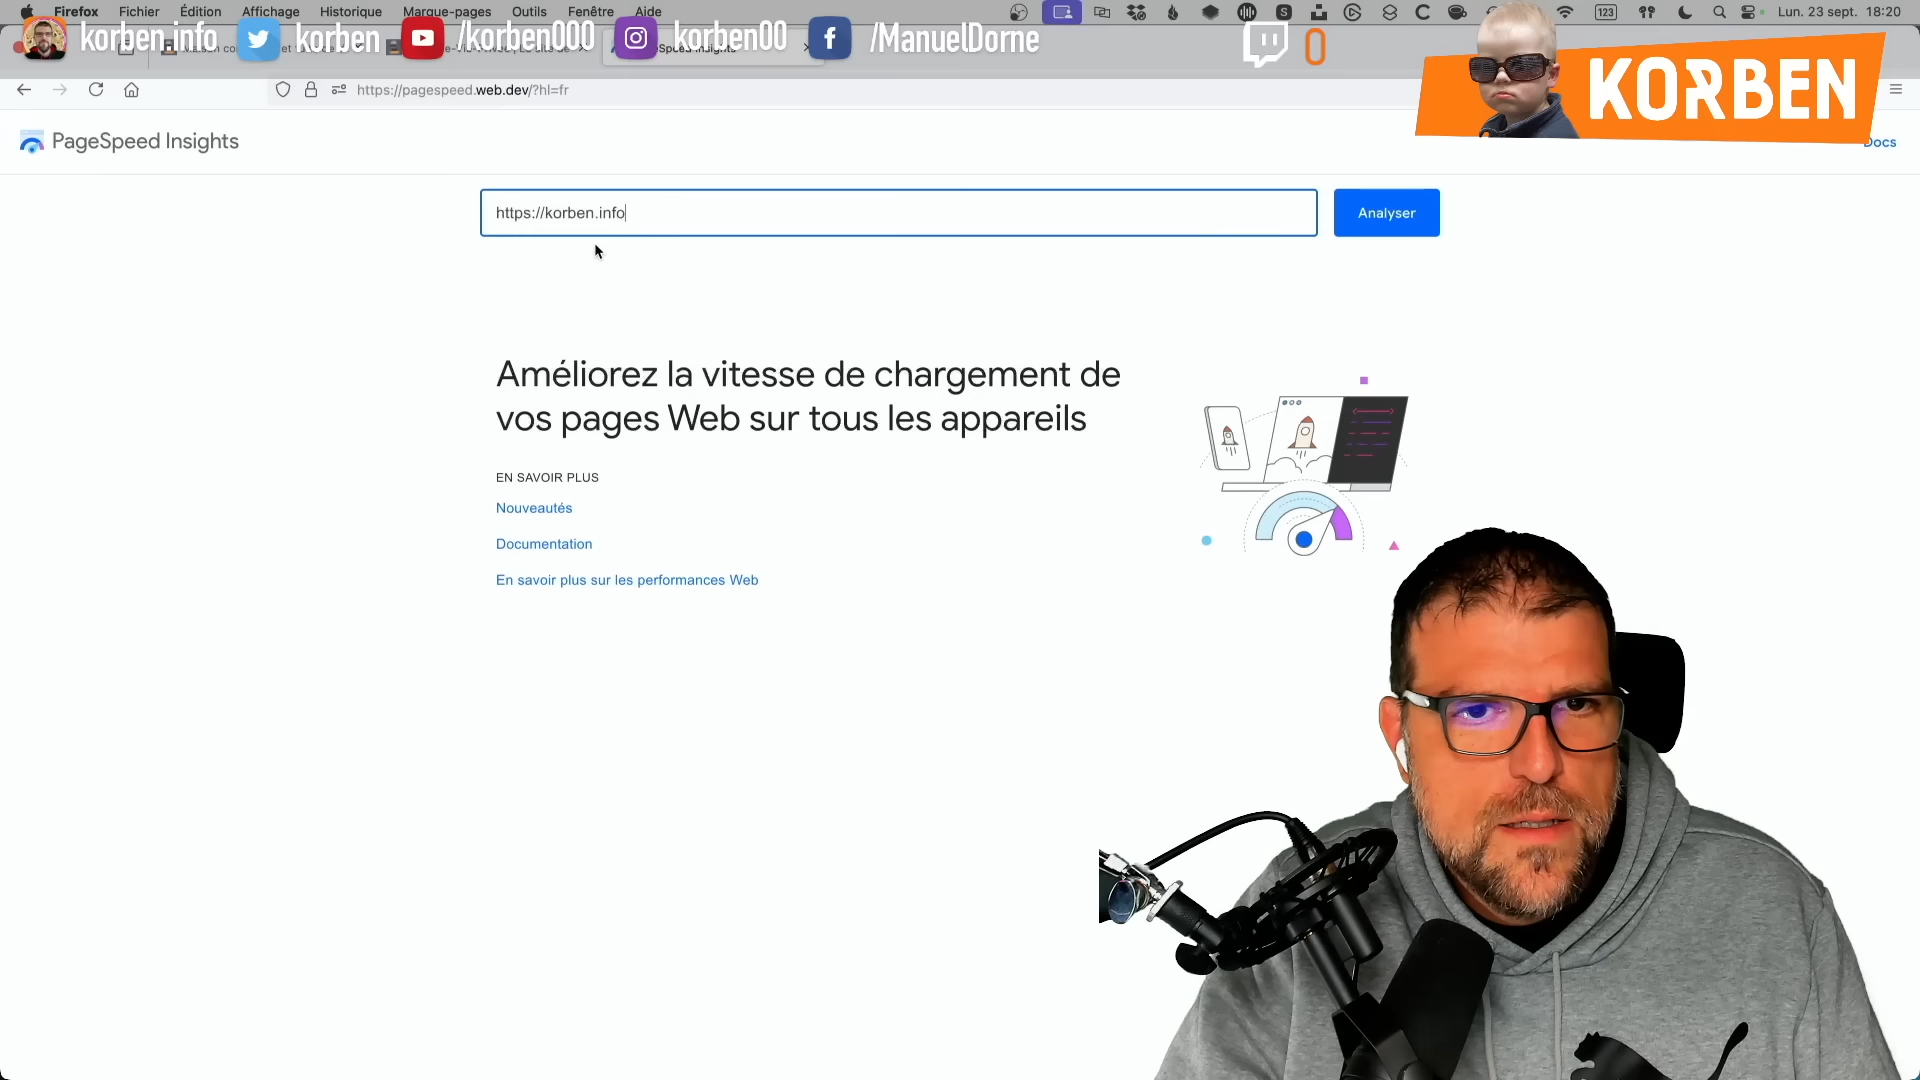 Firefox Fichier Édition Affichage Historique Marque-pages Outils Fenêtre Aide
123 Lun. 23 sept. 18:20
korben.info korben /korben000 korben00 /ManuelDorne 0
KORBEN
https://pagespeed.web.dev/?hl=fr
PageSpeed Insights
Docs
https://korben.info
Analyser
Améliorez la vitesse de chargement de
vos pages Web sur tous les appareils
EN SAVOIR PLUS
Nouveautés
Documentation
En savoir plus sur les performances Web